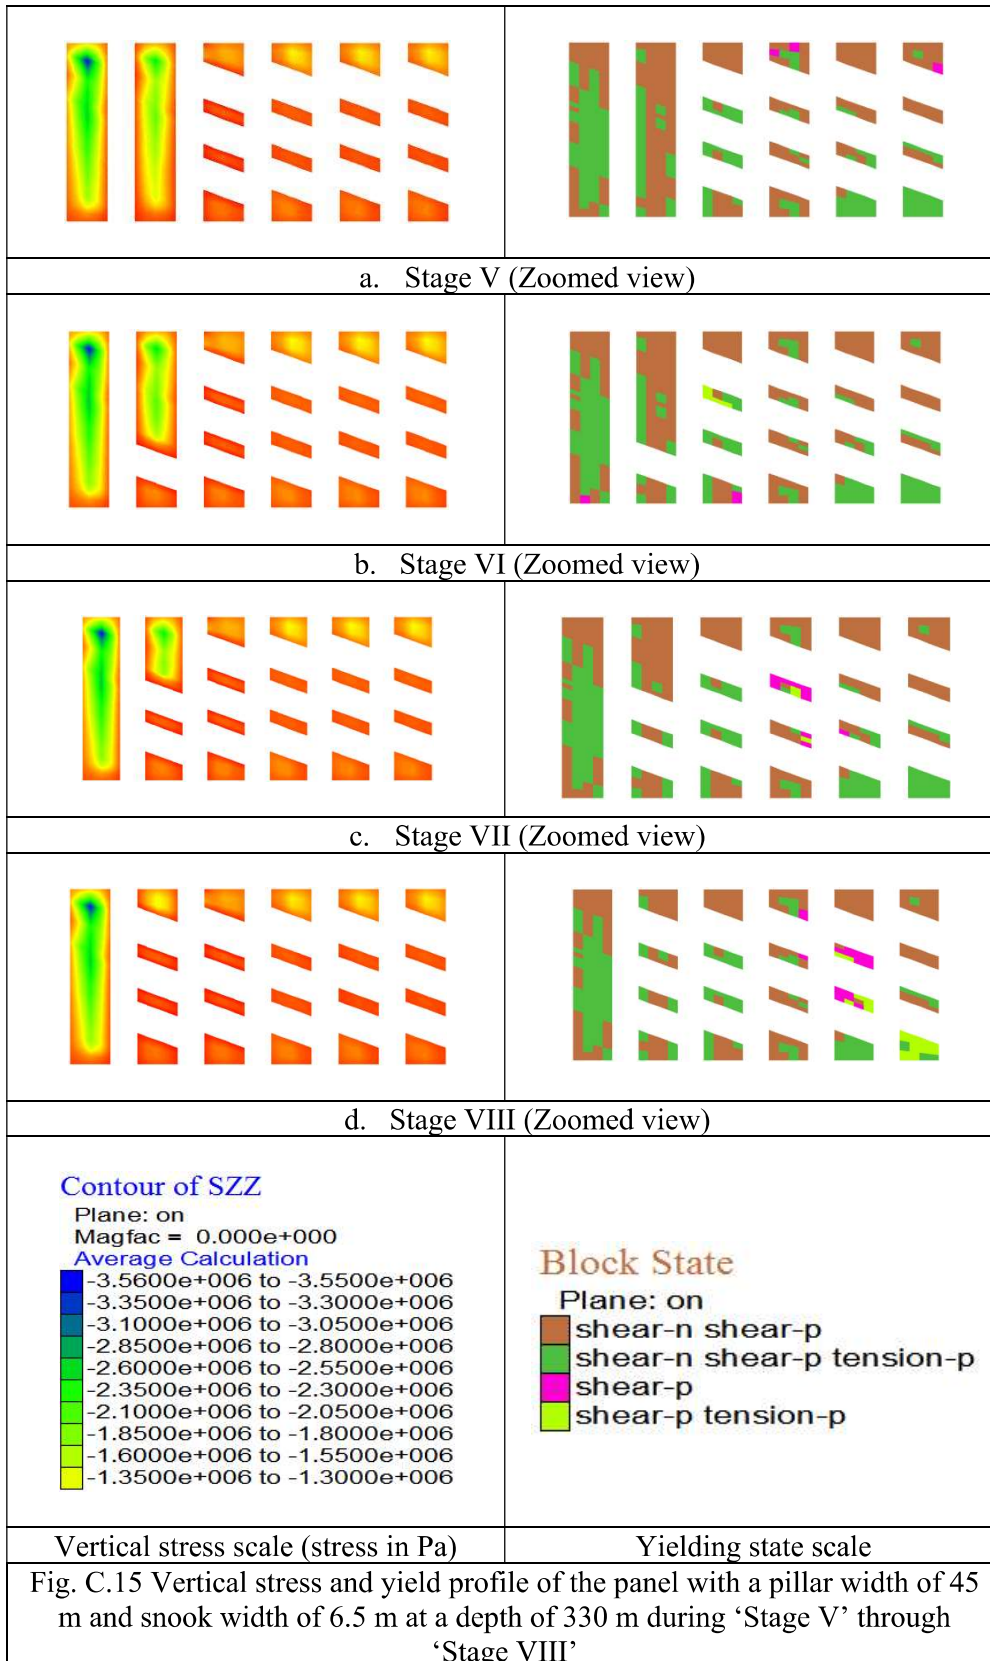 a. Stage V (Zoomed view)
b. Stage VI (Zoomed view)
c. Stage VII (Zoomed view)
d. Stage VIII (Zoomed view)
Contour of SZZ
Plane: on
Magfac = 0.000e+000
Average Calculation
-3.5600e+006 to -3.5500e+006
-3.3500e+006 to -3.3000e+006
-3.1000e+006 to -3.0500e+006
-2.8500e+006 to -2.8000e+006
-2.6000e+006 to -2.5500e+006
-2.3500e+006 to -2.3000e+006
-2.1000e+006 to -2.0500e+006
-1.8500e+006 to -1.8000e+006
-1.6000e+006 to -1.5500e+006
-1.3500e+006 to -1.3000e+006
Block State
Plane: on
shear-n shear-p
shear-n shear-p tension-p
shear-p
shear-p tension-p
Vertical stress scale (stress in Pa)
Yielding state scale
Fig. C.15 Vertical stress and yield profile of the panel with a pillar width of 45
m and snook width of 6.5 m at a depth of 330 m during ‘Stage V’ through
‘Stage VIII’